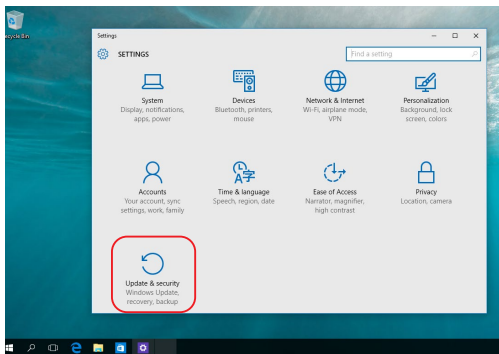 ecycle Bin
Settings
SETTINGS
Find a setting
System
Display, notifications,
apps, power
Devices
Bluetooth, printers,
mouse
Network & Internet
Wi-Fi, airplane mode,
VPN
Personalization
Background, lock
screen, colors
Accounts
Your account, sync
settings, work, family
Time & language
Speech, region, date
Ease of Access
Narrator, magnifier,
high contrast
Privacy
Location, camera
Update & security
Windows Update,
recovery, backup